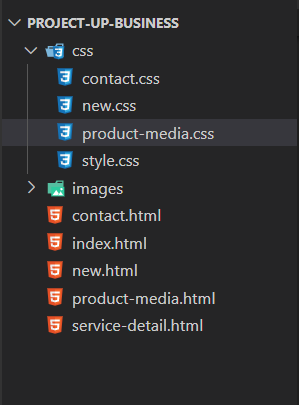 PROJECT-UP-BUSINESS
css
contact.css
new.css
product-media.css
style.css
images
contact.html
index.html
new.html
product-media.html
service-detail.html